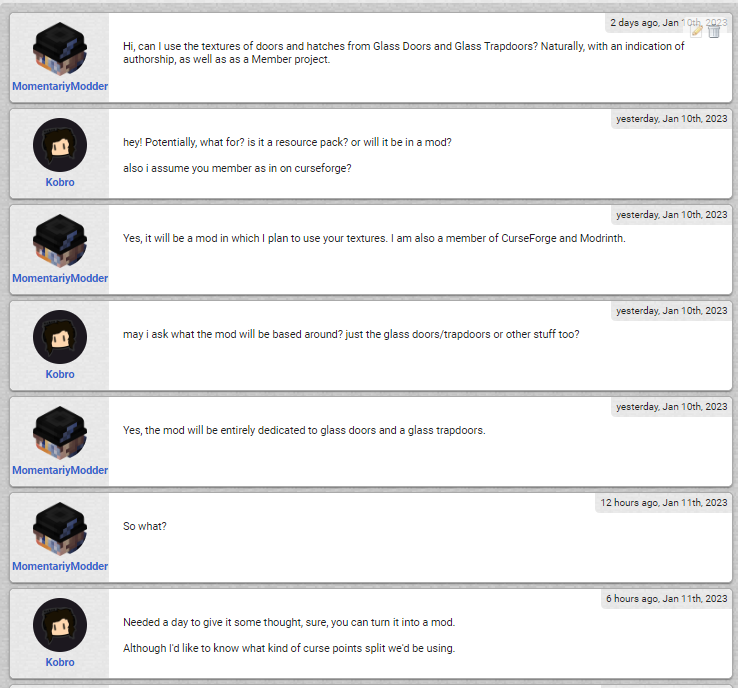 2 days ago, Jan 10th, 2023
Hi, can I use the textures of doors and hatches from Glass Doors and Glass Trapdoors? Naturally, with an indication of
authorship, as well as as a Member project.
MomentariyModder
yesterday, Jan 10th, 2023
hey! Potentially, what for? is it a resource pack? or will it be in a mod?
also i assume you member as in on curseforge?
Kobro
yesterday, Jan 10th, 2023
Yes, it will be a mod in which I plan to use your textures. I am also a member of CurseForge and Modrinth.
MomentariyModder
yesterday, Jan 10th, 2023
may i ask what the mod will be based around? just the glass doors/trapdoors or other stuff too?
Kobro
yesterday, Jan 10th, 2023
Yes, the mod will be entirely dedicated to glass doors and a glass trapdoors.
MomentariyModder
12 hours ago, Jan 11th, 2023
So what?
MomentariyModder
6 hours ago, Jan 11th, 2023
Needed a day to give it some thought, sure, you can turn it into a mod.
Although I'd like to know what kind of curse points split we'd be using.
Kobro